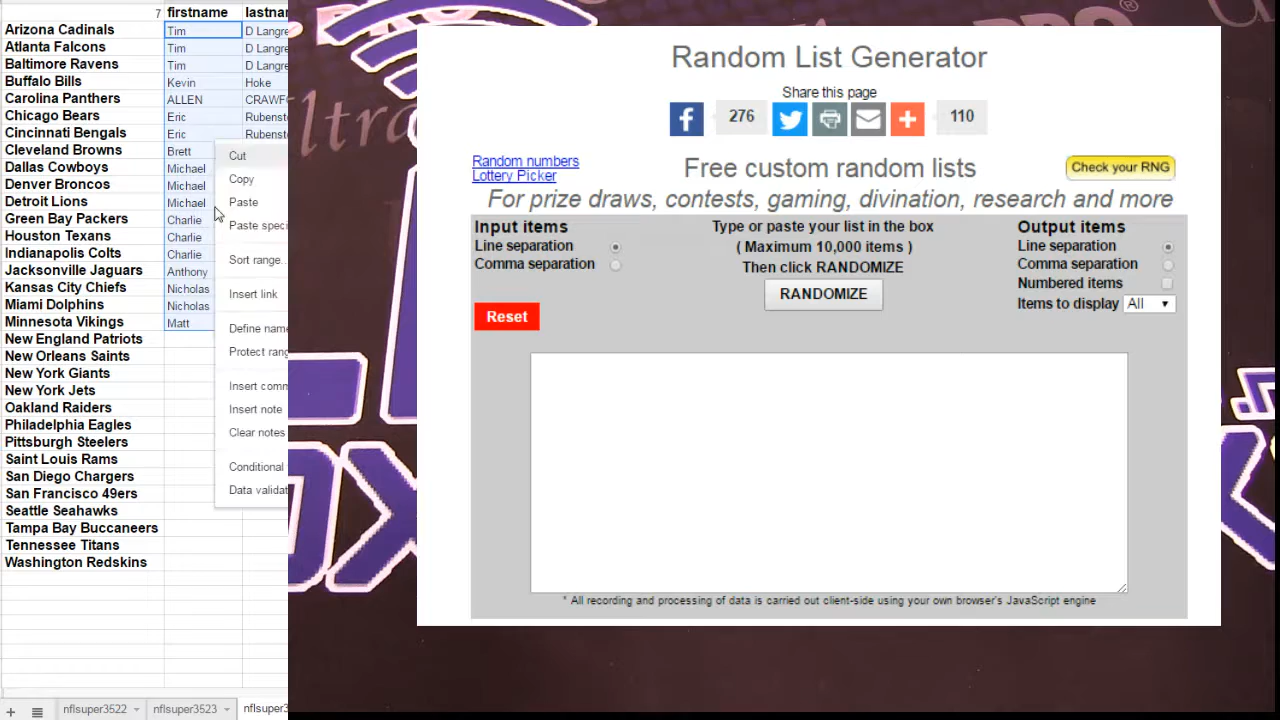 7 firstname lastnam
Arizona Cadinals Tim D Langre
Atlanta Falcons Tim D Langre
Baltimore Ravens Tim D Langre
Buffalo Bills Kevin Hoke
Carolina Panthers ALLEN CRAWF
Chicago Bears Eric Rubenst
Cincinnati Bengals Eric Rubenst
Cleveland Browns Brett
Dallas Cowboys Michael
Denver Broncos Michael
Detroit Lions Michael
Green Bay Packers Charlie
Houston Texans Charlie
Indianapolis Colts Charlie
Jacksonville Jaguars Anthony
Kansas City Chiefs Nicholas
Miami Dolphins Nicholas
Minnesota Vikings Matt
New England Patriots
New Orleans Saints
New York Giants
New York Jets
Oakland Raiders
Philadelphia Eagles
Pittsburgh Steelers
Saint Louis Rams
San Diego Chargers
San Francisco 49ers
Seattle Seahawks
Tampa Bay Buccaneers
Tennessee Titans
Washington Redskins
Cut
Copy
Paste
Paste speci
Sort range...
Insert link
Define name
Protect rang
Insert comm
Insert note
Clear notes
Conditional
Data validat
nflsuper3522 nflsuper3523 nflsuper3
Random List Generator
Share this page
276 110
Random numbers
Lottery Picker
Free custom random lists
Check your RNG
For prize draws, contests, gaming, divination, research and more
Input items
Line separation
Comma separation
Reset
Type or paste your list in the box
( Maximum 10,000 items )
Then click RANDOMIZE
RANDOMIZE
Output items
Line separation
Comma separation
Numbered items
Items to display All
* All recording and processing of data is carried out client-side using your own browser's JavaScript engine